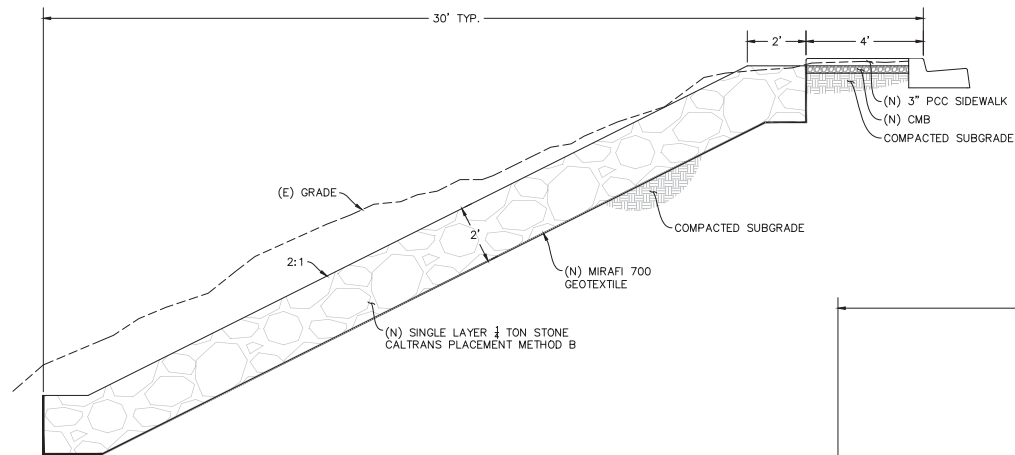 30' TYP.
2'
4'
(N) 3" PCC SIDEWALK
(N) CMB
COMPACTED SUBGRADE
(E) GRADE
COMPACTED SUBGRADE
2'
2:1
(N) MIRAFI 700
GEOTEXTILE
(N) SINGLE LAYER ¼ TON STONE
CALTRANS PLACEMENT METHOD B